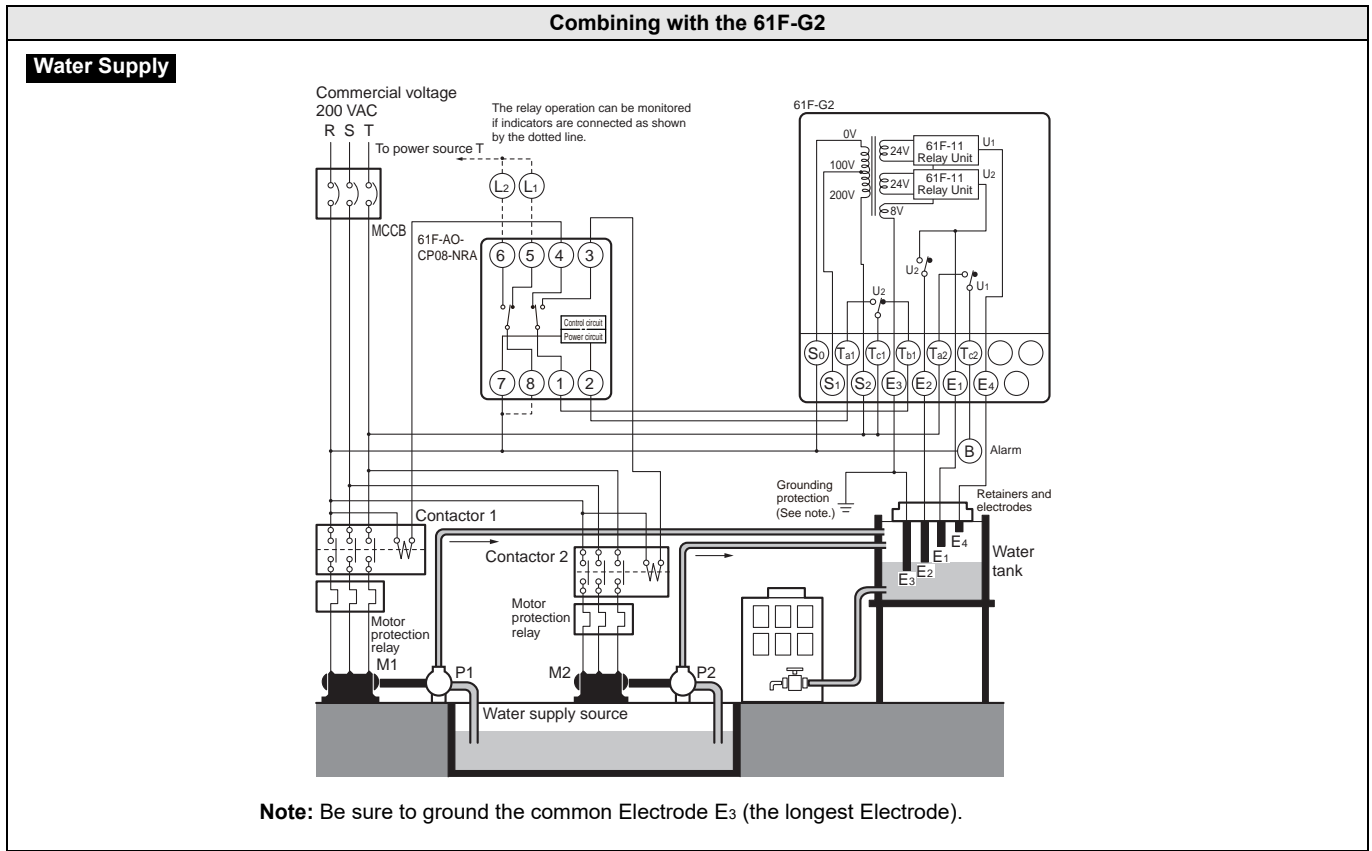 Combining with the 61F-G2
Water Supply
Commercial voltage
200 VAC
R S T
To power source T
The relay operation can be monitored
if indicators are connected as shown
by the dotted line.
L2 L1
MCCB
61F-AO-
CP08-NRA
6 5 4 3
Control circuit
Power circuit
7 8 1 2
61F-G2
0V
100V
200V
24V
61F-11
Relay Unit
U1
24V
61F-11
Relay Unit
U2
8V
U2
U1
U2
S0 Ta1 Tc1 Tb1 Ta2 Tc2
S1 S2 E3 E2 E1 E4
B Alarm
Grounding
protection
(See note.)
Retainers and
electrodes
E4
E1
E2
E3
Water
tank
Contactor 1
Contactor 2
Motor
protection
relay
Motor
protection
relay
M1
P1
M2
P2
Water supply source
Note: Be sure to ground the common Electrode E3 (the longest Electrode).